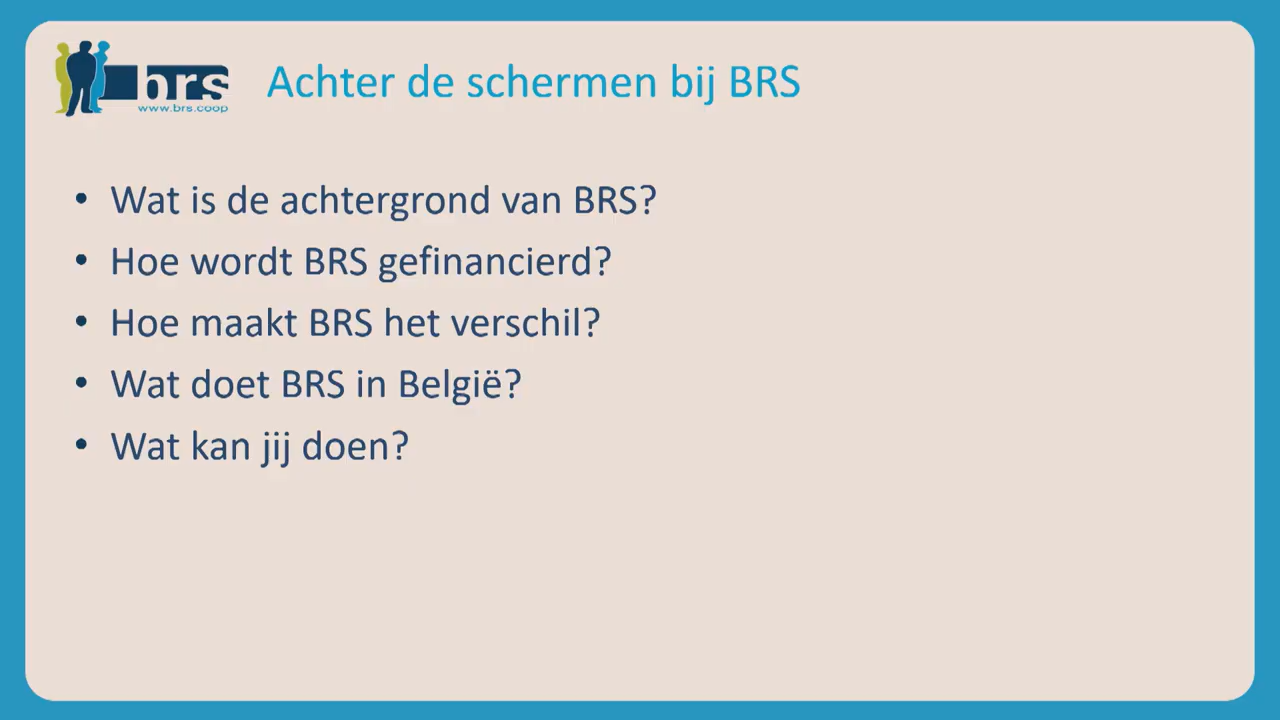 brs
www.brs.coop
Achter de schermen bij BRS
• Wat is de achtergrond van BRS?
• Hoe wordt BRS gefinancierd?
• Hoe maakt BRS het verschil?
• Wat doet BRS in België?
• Wat kan jij doen?